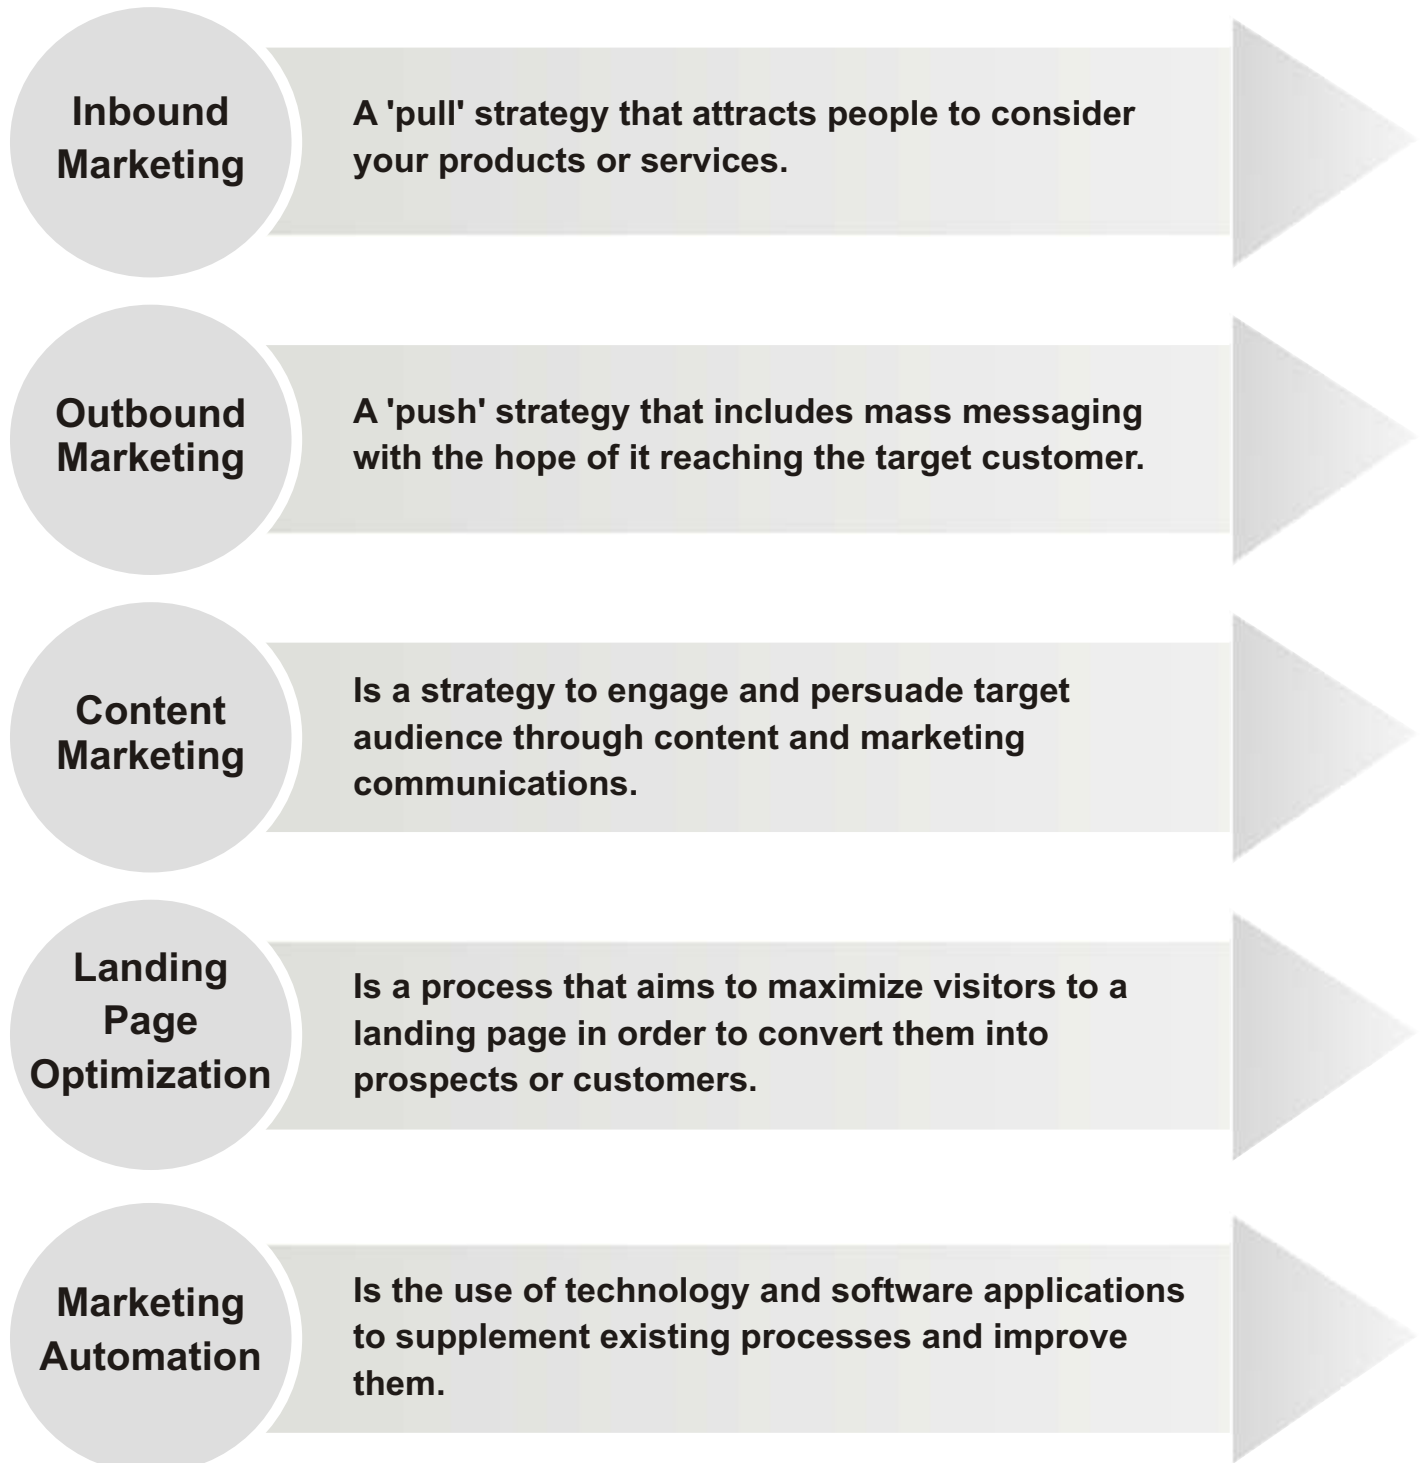 Inbound
Marketing
A 'pull' strategy that attracts people to consider
your products or services.
Outbound
Marketing
A 'push' strategy that includes mass messaging
with the hope of it reaching the target customer.
Content
Marketing
Is a strategy to engage and persuade target
audience through content and marketing
communications.
Landing
Page
Optimization
Is a process that aims to maximize visitors to a
landing page in order to convert them into
prospects or customers.
Marketing
Automation
Is the use of technology and software applications
to supplement existing processes and improve
them.